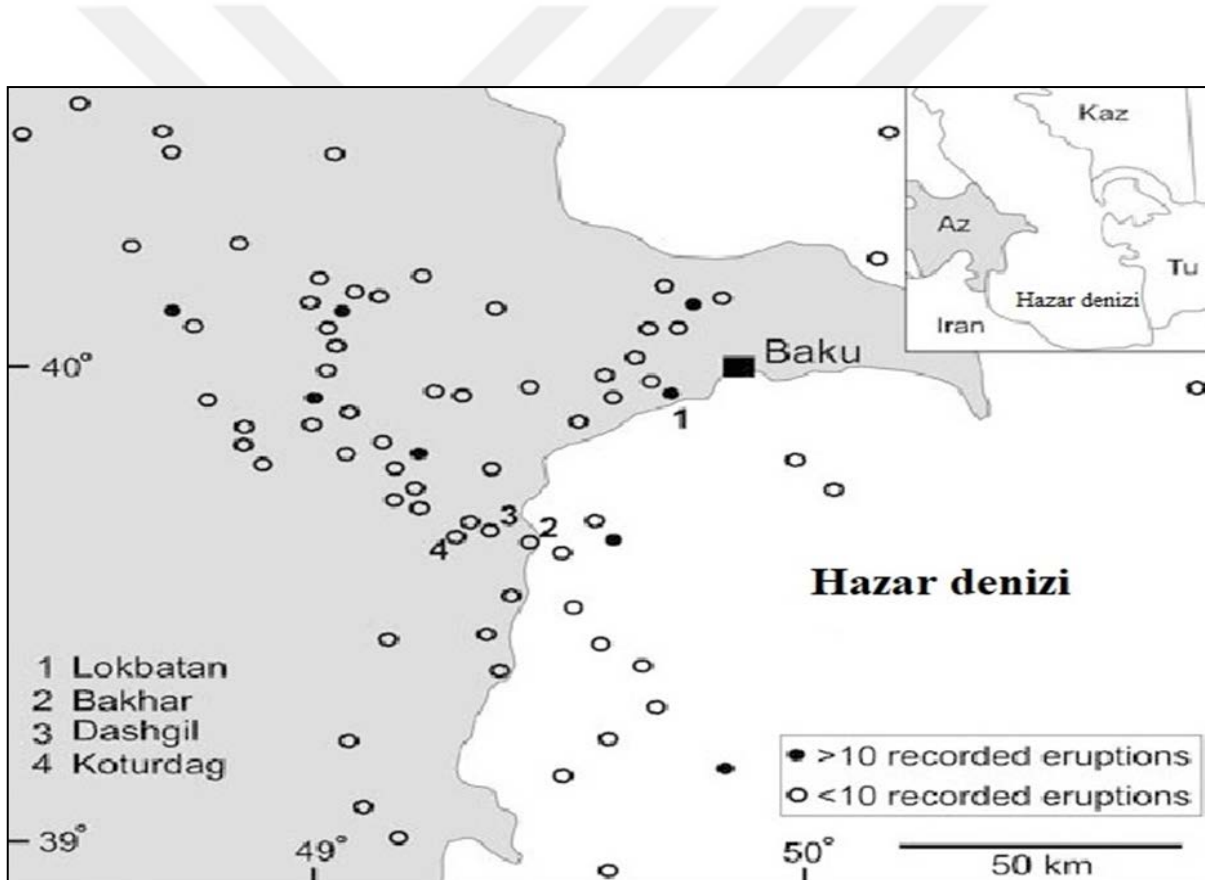 Kaz
Az
Tu
Hazar denizi
Iran
40°
Baku
1
3
2
4
Hazar denizi
1 Lokbatan
2 Bakhar
3 Dashgil
4 Koturdag
>10 recorded eruptions
<10 recorded eruptions
39°
49°
50°
50 km